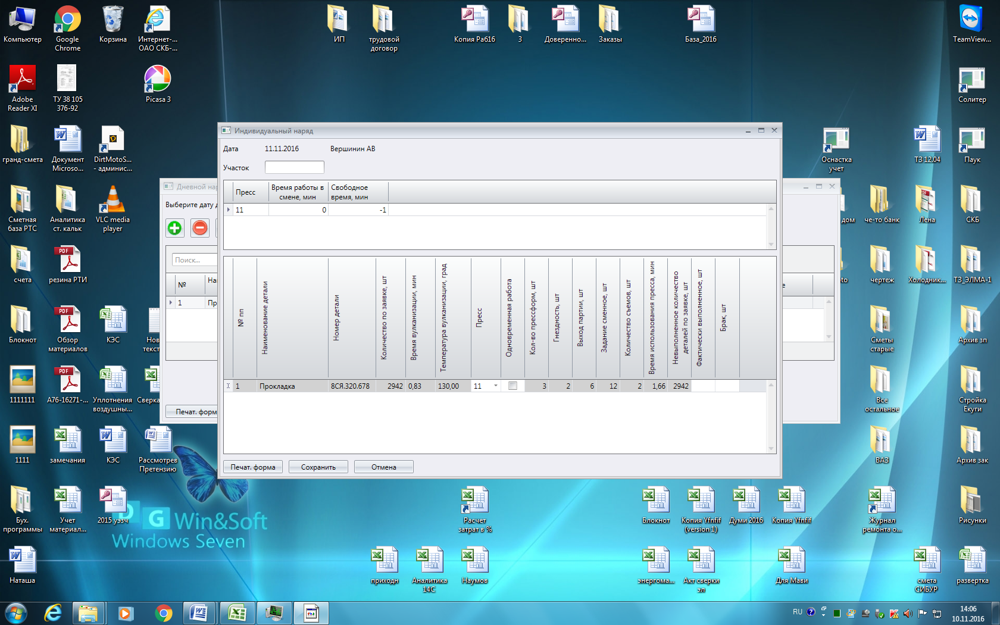 Компьютер
Google
Chrome
Корзина
Интернет-...
ОАО СКБ-...
ИП
трудовой
договор
Копия Раб16
3
Доверенно...
Заказы
База_2016
TeamView...
Adobe
Reader XI
ТУ 38 105
376-92
Picasa 3
Солитер
гранд-смета
Документ
Microso...
DirtMotoS...
- админис...
Оснастка
учет
ТЗ 12.04
Паук
Сметная
база РТС
Аналитика
ст. кальк
VLC media
player
дом
че-то банк
Лена
СКБ
счета
резина РТИ
чертеж
Холодник...
ТЗ_ЭЛМА-1
Блокнот
Обзор
материалов
КЭС
Нов
текст
Сметы
старые
Архив зп
1111111
А76-16271-...
Уплотнения
воздушны...
Сверка
Все
остальное
Стройка
Екуги
1111
замечания
КЭС
Рассмотрев
Претензию
ВАЗ
Архив зак
Бух.
программы
Учет
материал...
2015 уэзч
Расчет
затрат в %
Блокнот
Копия Yfnfif
(version 1)
Думи 2016
Копия Yfnfif
Журнал
ремонта о...
Рисунки
Наташа
приходн
Аналитика
14С
Наумов
энергома...
Акт сверки
эл
Для Мави
смета
СИБУР
развертка
D G Win&Soft
Windows Seven
Дневной нар
Выберите дату д
Поиск...
№
На
1
Пр
Печат. форм
е
Индивидуальный наряд
Дата 11.11.2016 Вершинин АВ
Участок
Пресс
Время работы в
смене, мин
Свободное
время, мин
11 0 -1
№ пп
Наименование детали
Номер детали
Количество по заявке, шт
Время вулканизации, мин
Температура вулканизации, град
Пресс
Одновременная работа
Кол-во прессформ, шт
Гнездность, шт
Выход партии, шт
Задание сменное, шт
Количество съемов, шт
Время использования пресса, мин
Невыполненное количество
деталей по заявке, шт
Фактически выполненное, шт
Брак, шт
1 Прокладка 8СЯ.320.678 2942 0,83 130,00 11 3 2 6 12 2 1,66 2942
Печат. форма
Сохранить
Отмена
RU
14:06
10.11.2016